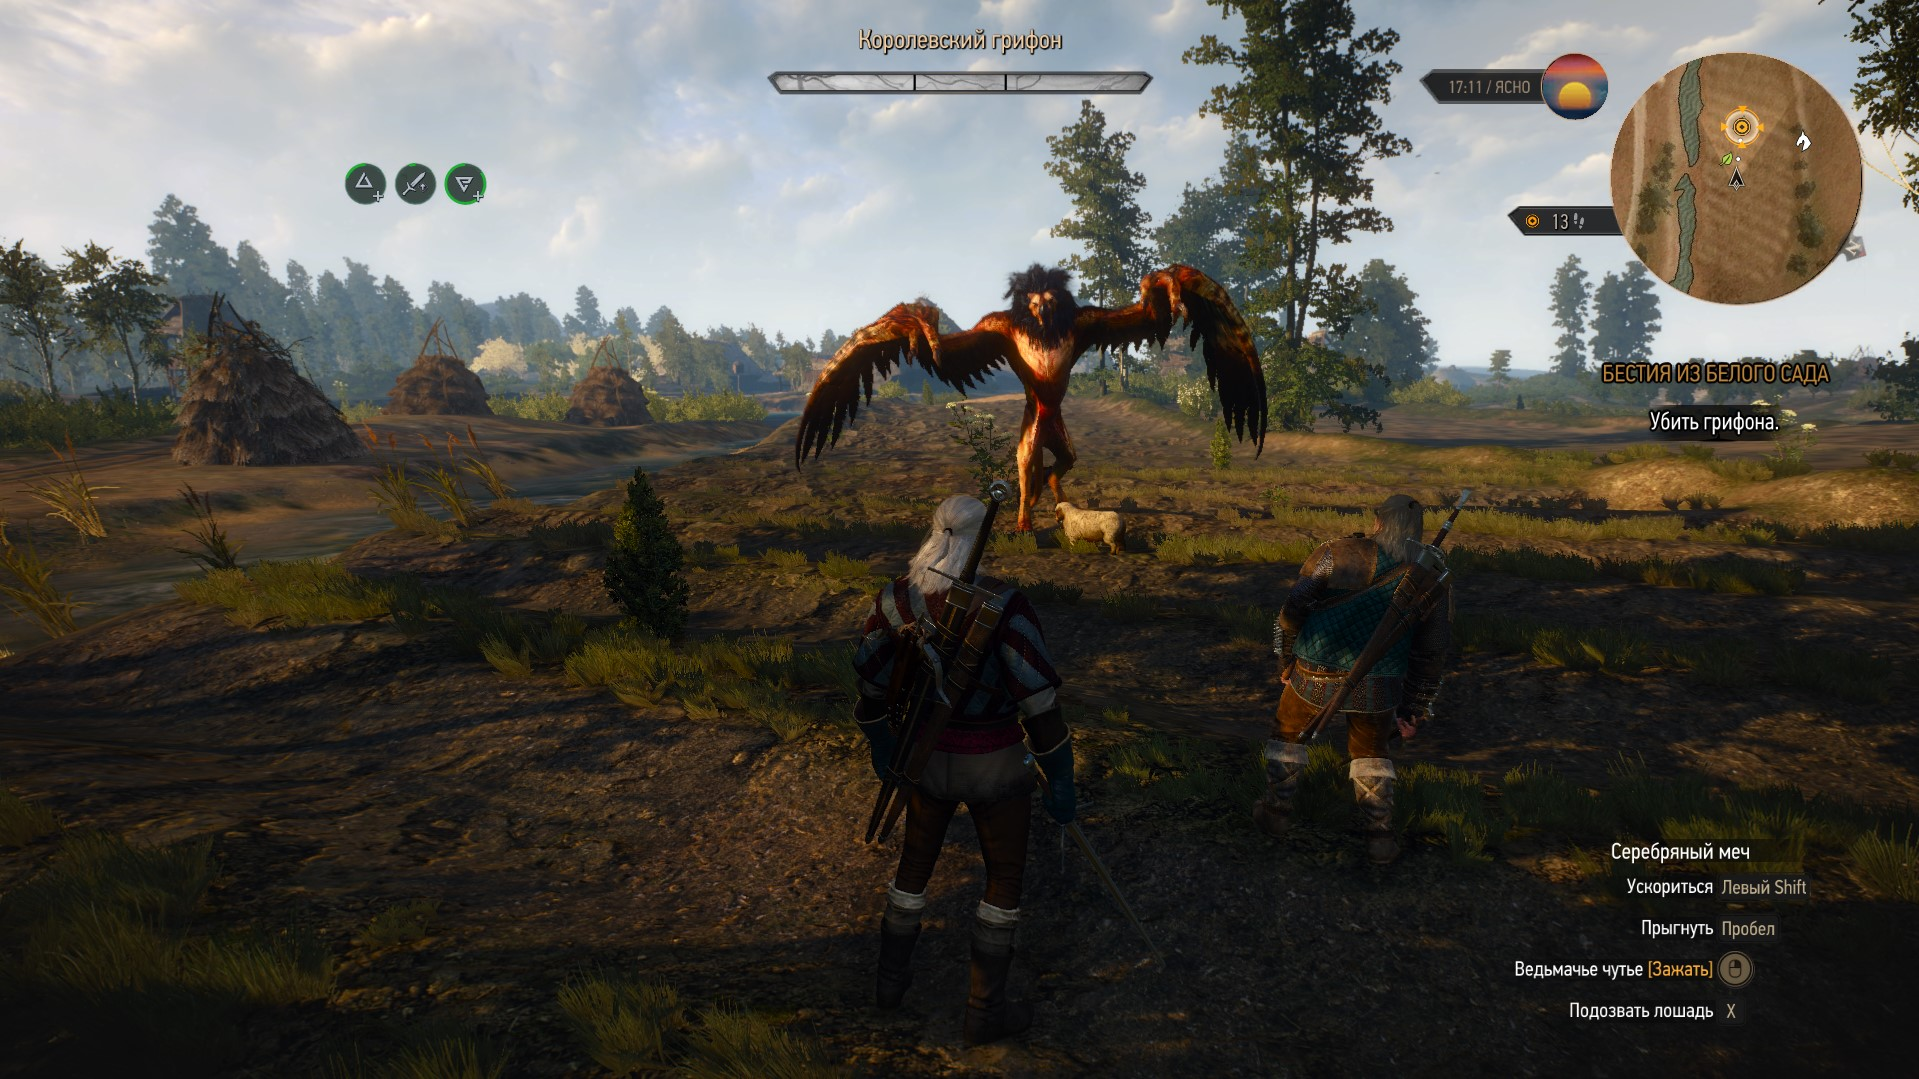 Королевский грифон
17:11 / ЯСНО
13
БЕСТИЯ ИЗ БЕЛОГО САДА
Убить грифона.
Серебряный меч
Ускориться Левый Shift
Прыгнуть Пробел
Ведьмачье чутье [Зажать]
Подозвать лошадь X